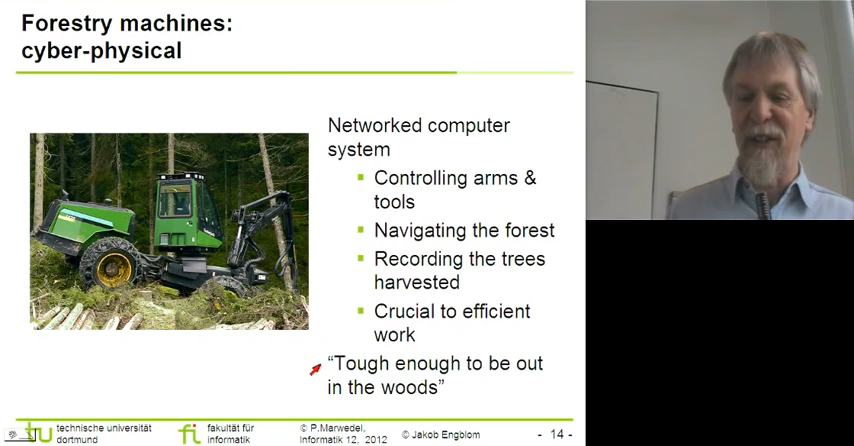 Forestry machines:
cyber-physical
Networked computer
system
Controlling arms &
tools
Navigating the forest
Recording the trees
harvested
Crucial to efficient
work
“Tough enough to be out
in the woods”
tu
technische universität
dortmund
fi
fakultät für
informatik
© P.Marwedel,
Informatik 12, 2012
© Jakob Engblom
- 14 -